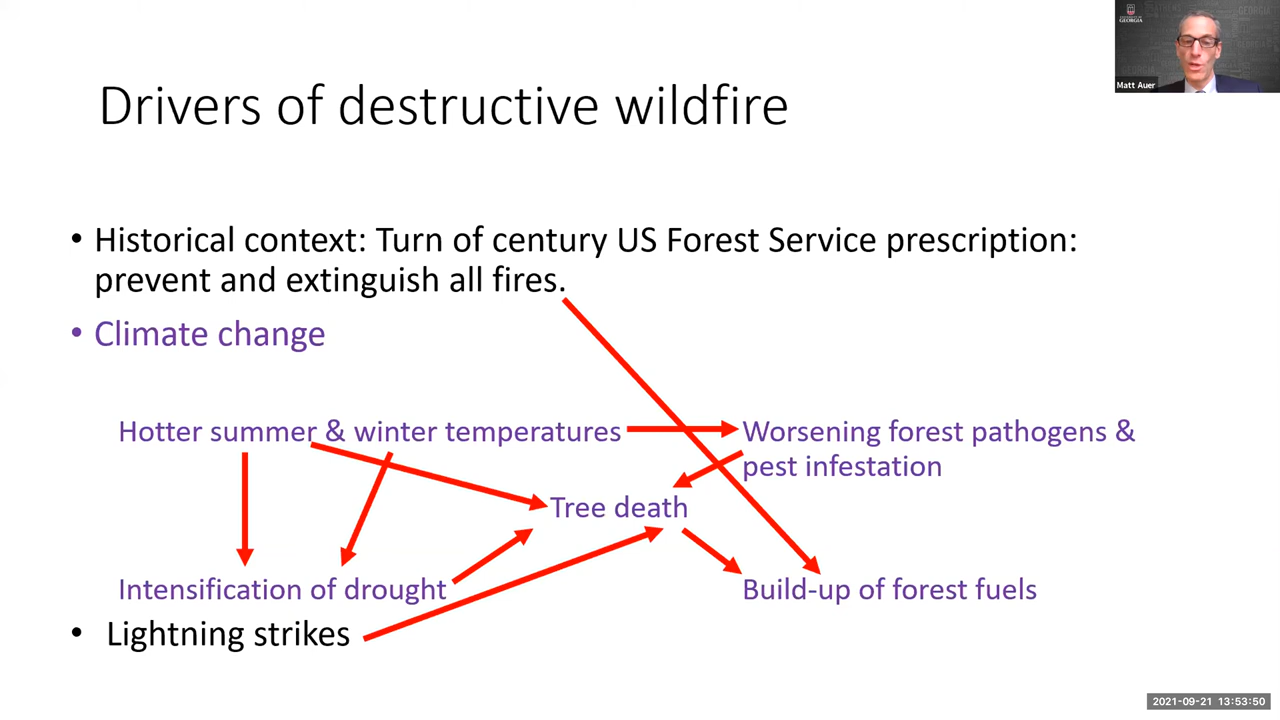 Drivers of destructive wildfire
• Historical context: Turn of century US Forest Service prescription:
prevent and extinguish all fires.
• Climate change
Hotter summer & winter temperatures
Worsening forest pathogens &
pest infestation
Tree death
Intensification of drought
Build-up of forest fuels
• Lightning strikes
GEORGIA
Matt Auer
2021-09-21 13:53:50